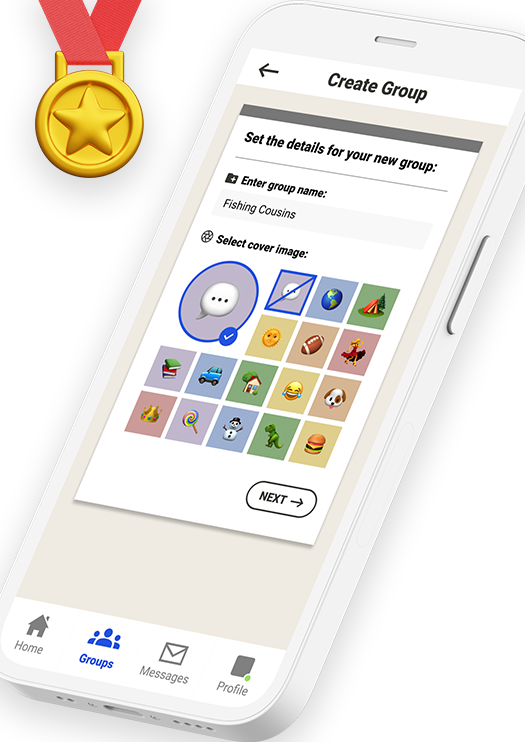 Create Group
Set the details for your new group:
Enter group name:
Fishing Cousins
Select cover image:
NEXT →
Home
Groups
Messages
Profile